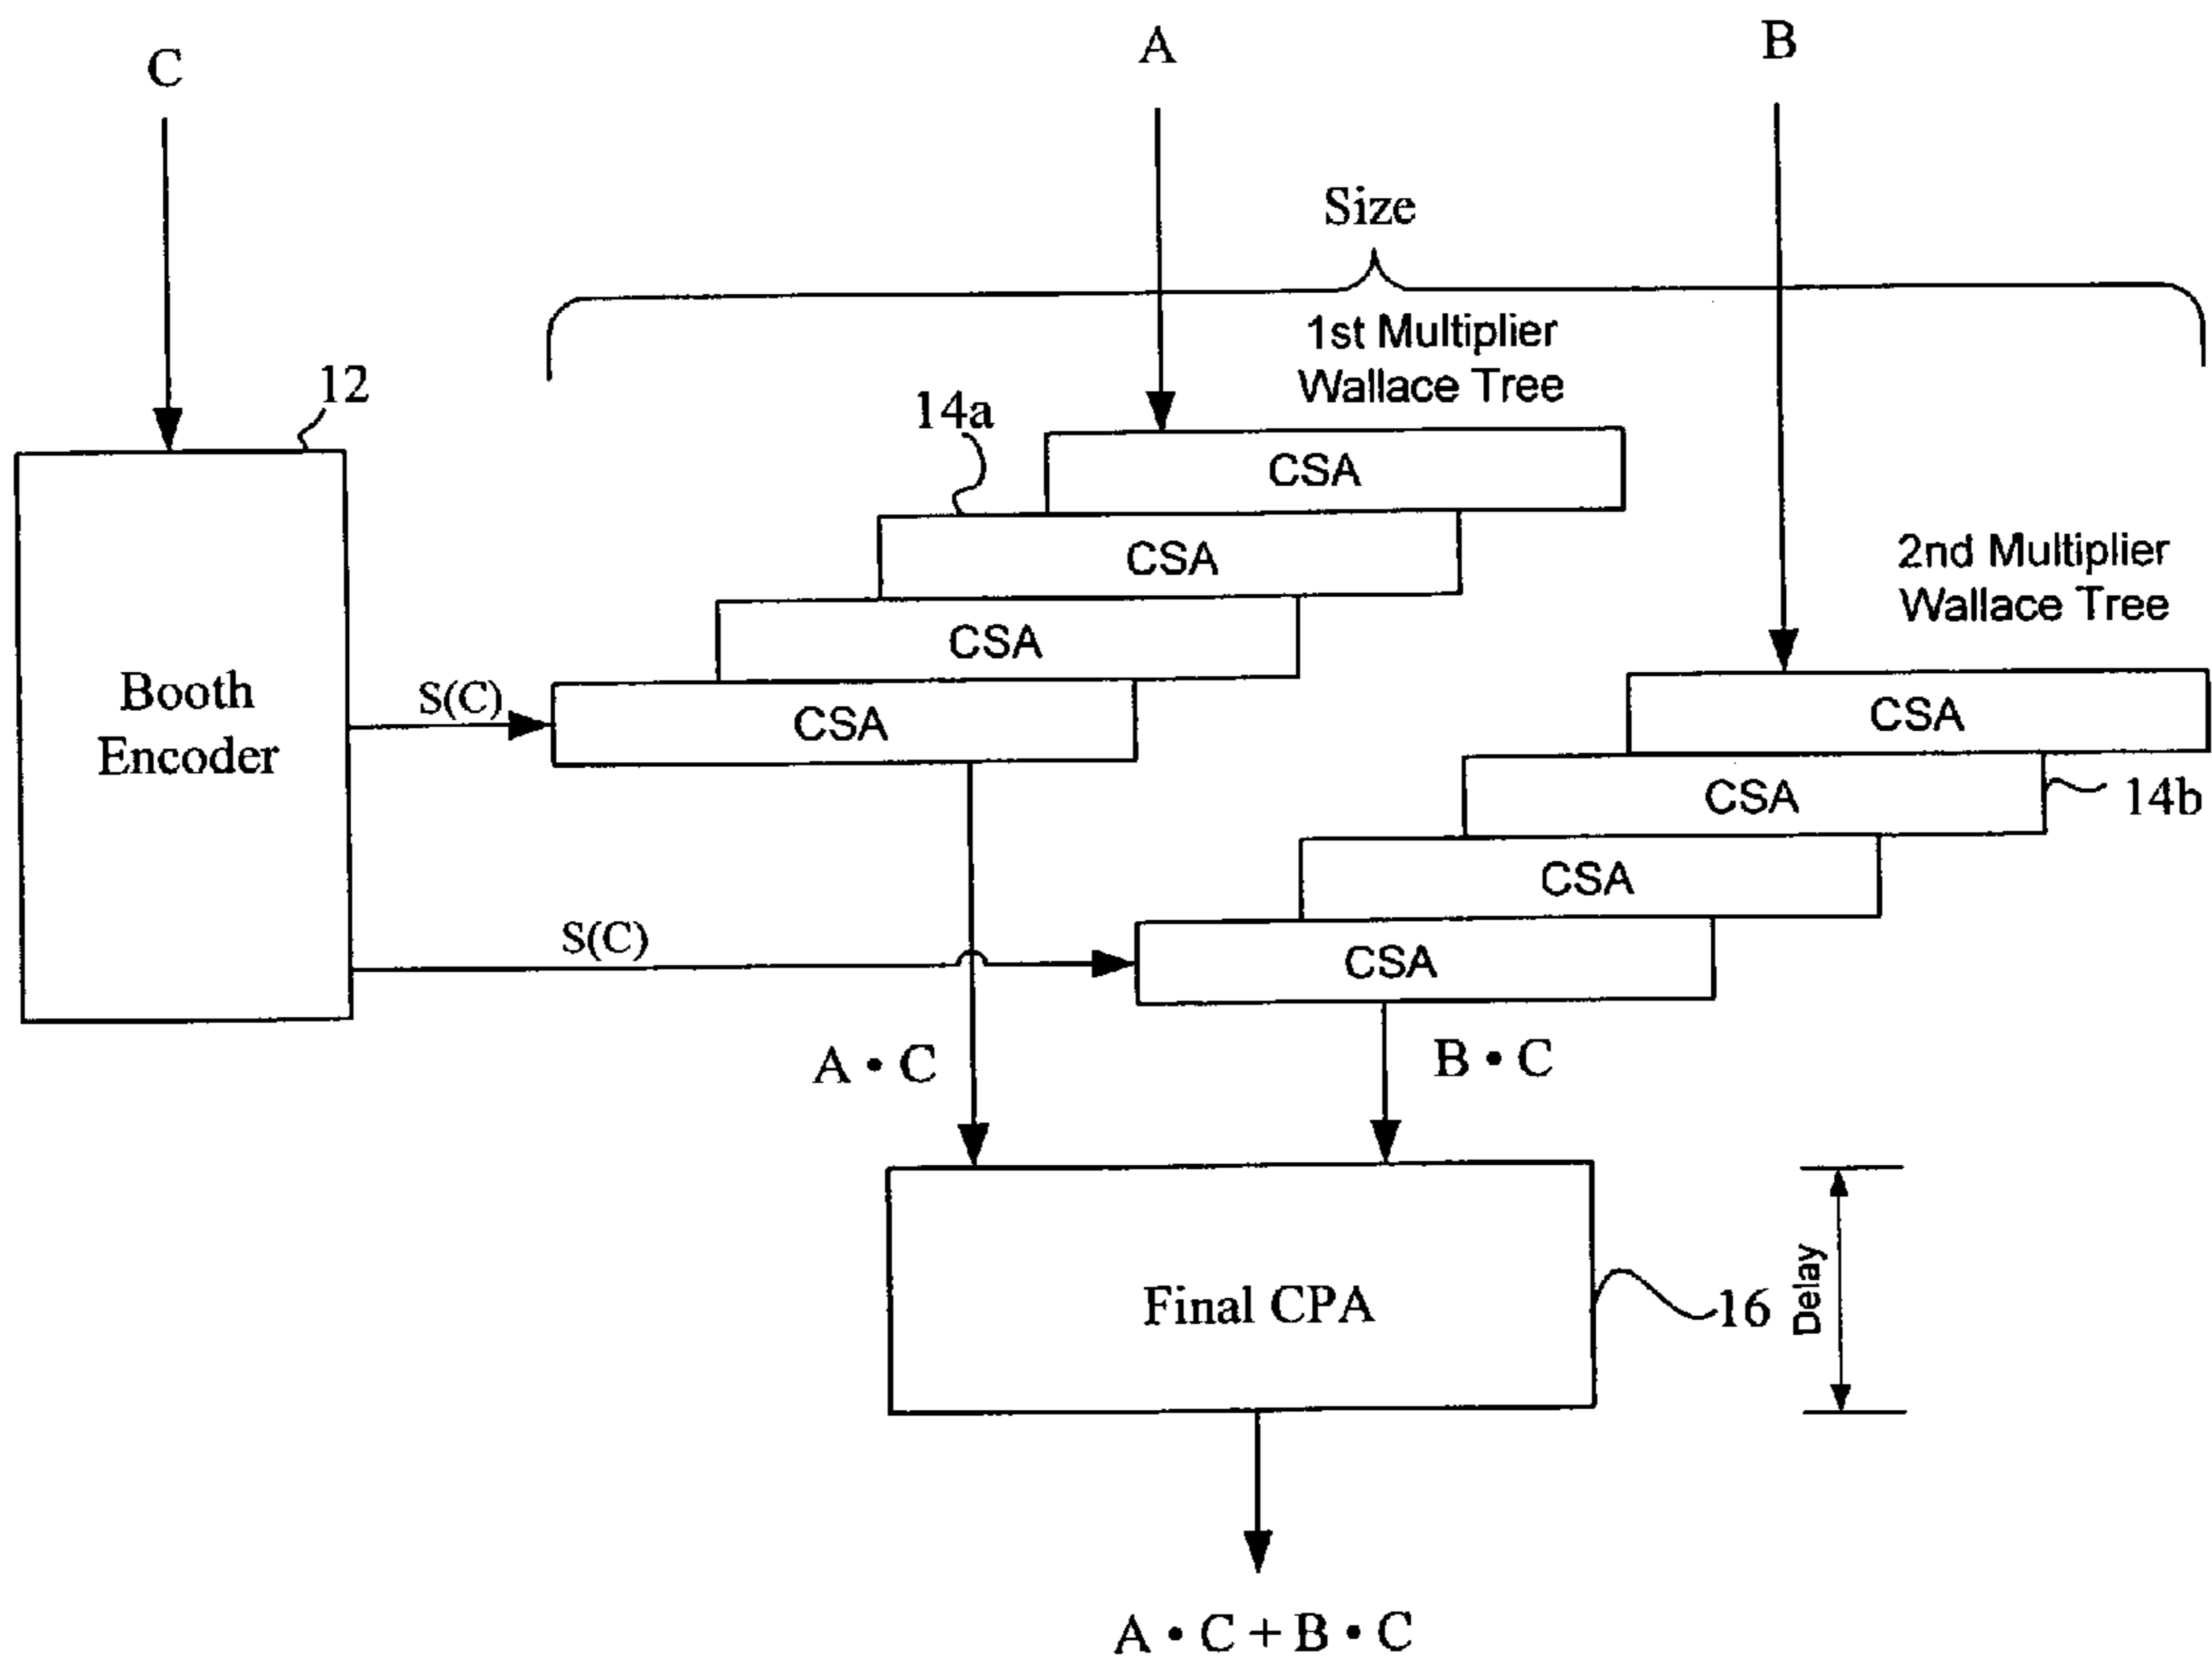 C
A
B
Size
1st Multiplier
Wallace Tree
12
14a
CSA
CSA
2nd Multiplier
Wallace Tree
CSA
Booth
Encoder
S(C)
CSA
CSA
CSA
14b
CSA
S(C)
CSA
A • C
B • C
Final CPA
16
Delay
A • C + B • C